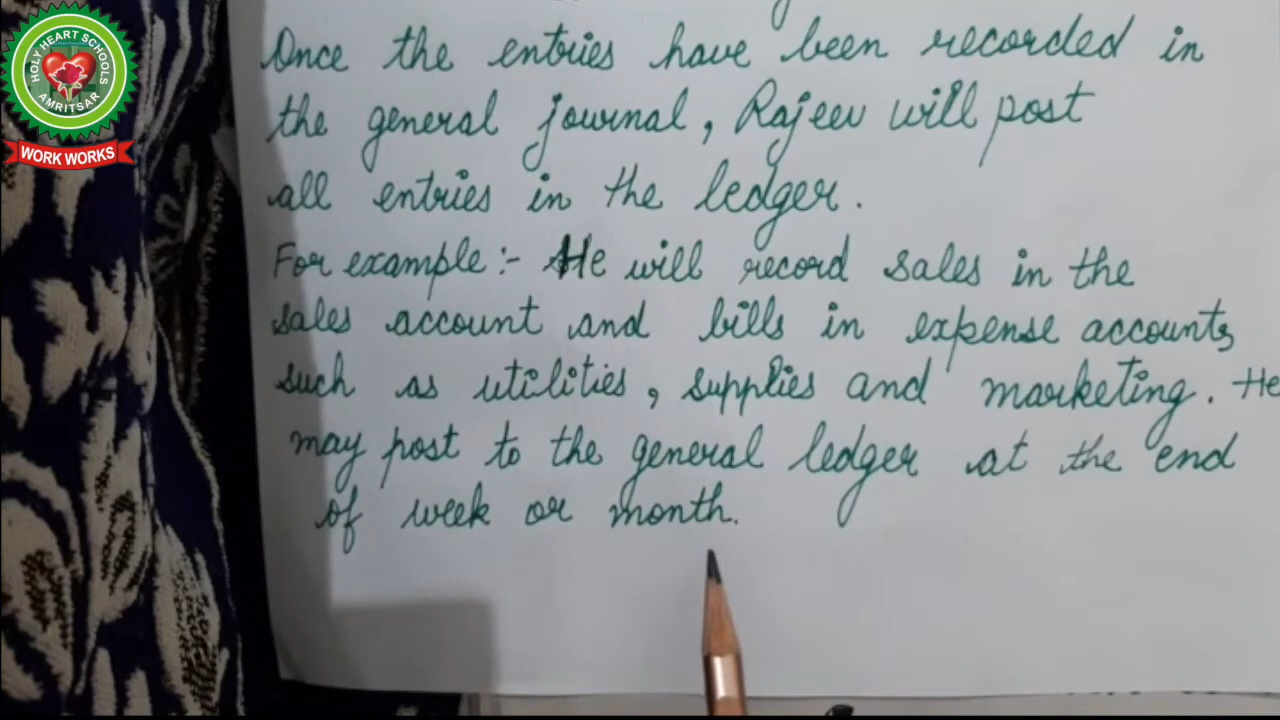 HOLY HEART SCHOOLS
AMRITSAR
WORK WORKS
Once the entries have been recorded in
the general journal, Rajeev will post
all entries in the ledger.
For example:- He will record sales in the
sales account and bills in expense accounts
such as utilities, supplies and marketing. He
may post to the general ledger at the end
of week or month.